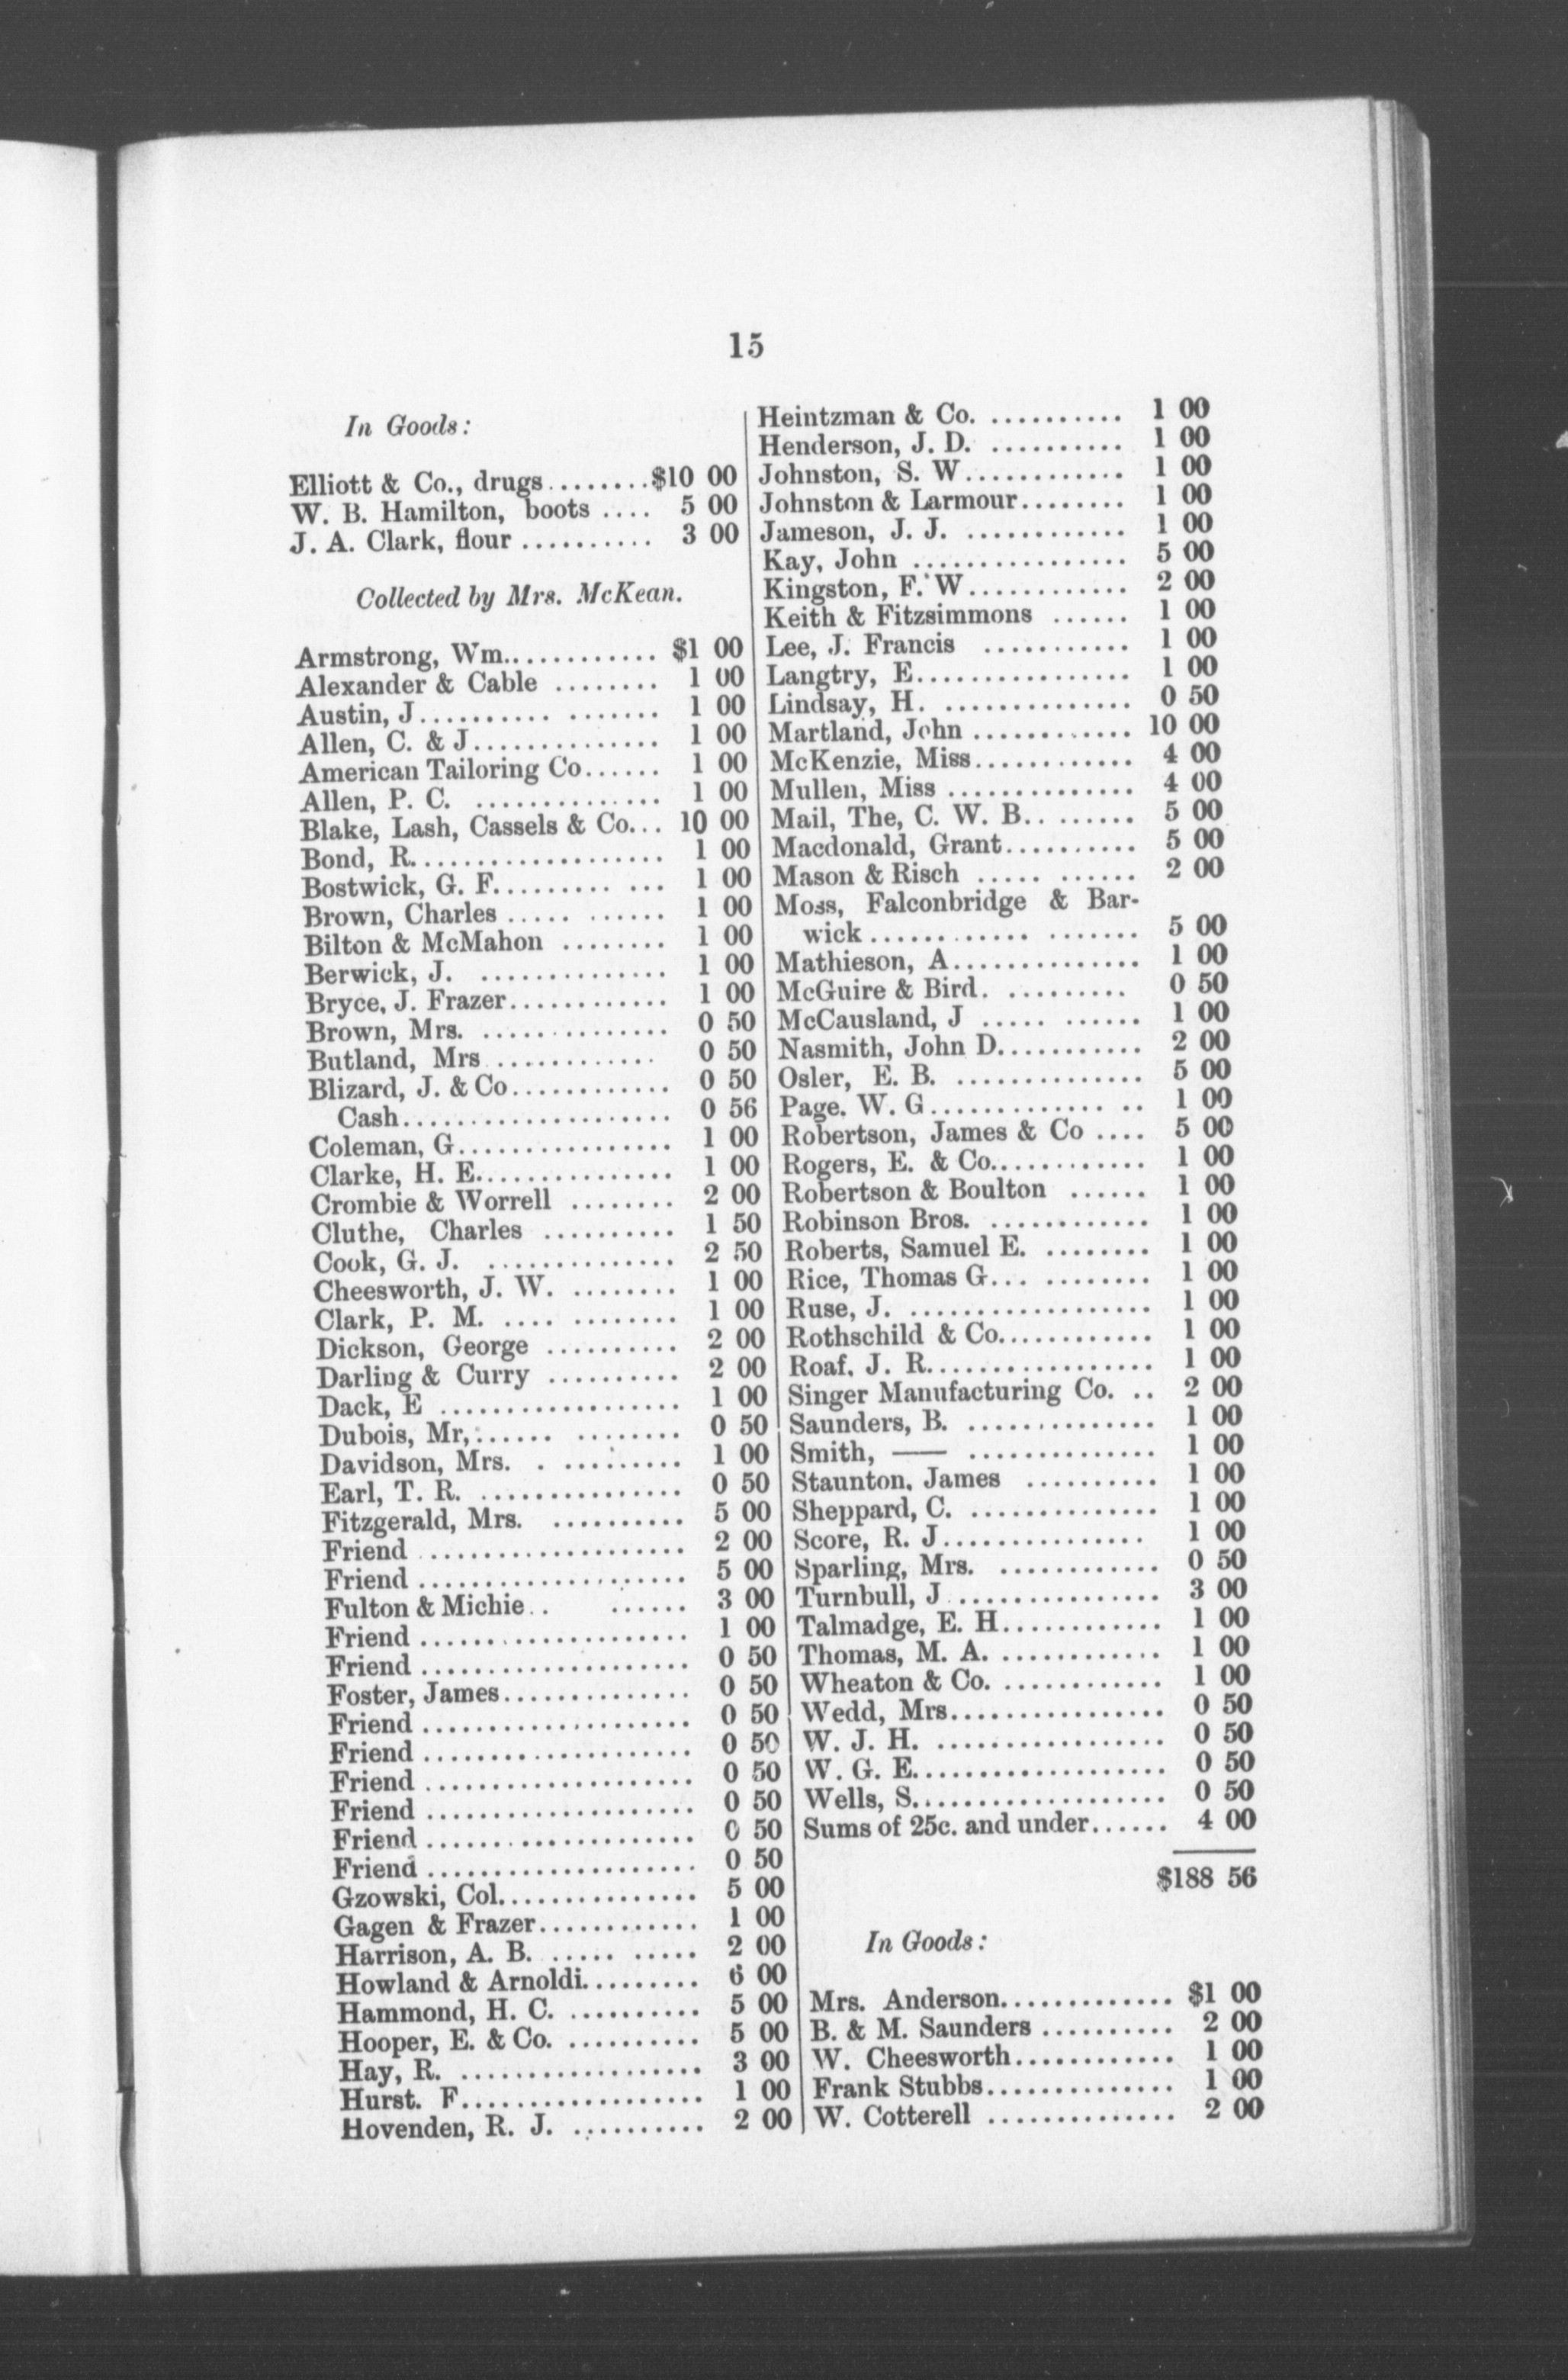 15
In Goods:
Elliott & Co., drugs........$10 00
W. B. Hamilton, boots .... 5 00
J. A. Clark, flour .......... 3 00
Collected by Mrs. McKean.
Armstrong, Wm............ $1 00
Alexander & Cable ........ 1 00
Austin, J.......... ....... 1 00
Allen, C. & J.............. 1 00
American Tailoring Co...... 1 00
Allen, P. C. .............. 1 00
Blake, Lash, Cassels & Co... 10 00
Bond, R................... 1 00
Bostwick, G. F......... ... 1 00
Brown, Charles ..... ...... 1 00
Bilton & McMahon ........ 1 00
Berwick, J. .............. 1 00
Bryce, J. Frazer............ 1 00
Brown, Mrs. .............. 0 50
Butland, Mrs ............. 0 50
Blizard, J. & Co............ 0 50
Cash..................... 0 56
Coleman, G................ 1 00
Clarke, H. E............... 1 00
Crombie & Worrell ........ 2 00
Cluthe, Charles .......... 1 50
Cook, G. J. .............. 2 50
Cheesworth, J. W. ........ 1 00
Clark, P. M. .... ........ 1 00
Dickson, George .......... 2 00
Darling & Curry .......... 2 00
Dack, E .................. 1 00
Dubois, Mr,...... ........ 0 50
Davidson, Mrs. . ......... 1 00
Earl, T. R. ............... 0 50
Fitzgerald, Mrs. .......... 5 00
Friend .................... 2 00
Friend .................... 5 00
Fulton & Michie.. ...... 3 00
Friend .................... 1 00
Friend .................... 0 50
Foster, James.............. 0 50
Friend .................... 0 50
Friend .................... 0 50
Friend .................... 0 50
Friend .................... 0 50
Friend .................... 0 50
Friend .................... 0 50
Gzowski, Col............... 5 00
Gagen & Frazer............ 1 00
Harrison, A. B. ..... ..... 2 00
Howland & Arnoldi......... 6 00
Hammond, H. C. .......... 5 00
Hooper, E. & Co. .......... 5 00
Hay, R. .................. 3 00
Hurst. F.................. 1 00
Hovenden, R. J. .......... 2 00
Heintzman & Co. .......... 1 00
Henderson, J. D. .......... 1 00
Johnston, S. W............ 1 00
Johnston & Larmour........ 1 00
Jameson, J. J. ............ 1 00
Kay, John ................ 5 00
Kingston, F. W............ 2 00
Keith & Fitzsimmons ...... 1 00
Lee, J. Francis ........... 1 00
Langtry, E................ 1 00
Lindsay, H. .............. 0 50
Martland, John ............ 10 00
McKenzie, Miss............ 4 00
Mullen, Miss .............. 4 00
Mail, The, C. W. B.. ....... 5 00
Macdonald, Grant.......... 5 00
Mason & Risch ..... ...... 2 00
Moss, Falconbridge & Bar-
wick............ ....... 5 00
Mathieson, A.............. 1 00
McGuire & Bird. ......... 0 50
McCausland, J ..... ...... 1 00
Nasmith, John D........... 2 00
Osler, E. B. .............. 5 00
Page. W. G............. .. 1 00
Robertson, James & Co .... 5 00
Rogers, E. & Co............ 1 00
Robertson & Boulton ...... 1 00
Robinson Bros. ............ 1 00
Roberts, Samuel E. ........ 1 00
Rice, Thomas G... ........ 1 00
Ruse, J. .................. 1 00
Rothschild & Co............ 1 00
Roaf. J. R................. 1 00
Singer Manufacturing Co. .. 2 00
Saunders, B. .............. 1 00
Smith, —— .............. 1 00
Staunton, James .......... 1 00
Sheppard, C. .............. 1 00
Score, R. J............... 1 00
Sparling, Mrs. ............ 0 50
Turnbull, J ............... 3 00
Talmadge, E. H............ 1 00
Thomas, M. A. ............ 1 00
Wheaton & Co. ............ 1 00
Wedd, Mrs................ 0 50
W. J. H. ................. 0 50
W. G. E................... 0 50
Wells, S................... 0 50
Sums of 25c. and under...... 4 00
$188 56
In Goods:
Mrs. Anderson............. $1 00
B. & M. Saunders .......... 2 00
W. Cheesworth............ 1 00
Frank Stubbs.............. 1 00
W. Cotterell .............. 2 00